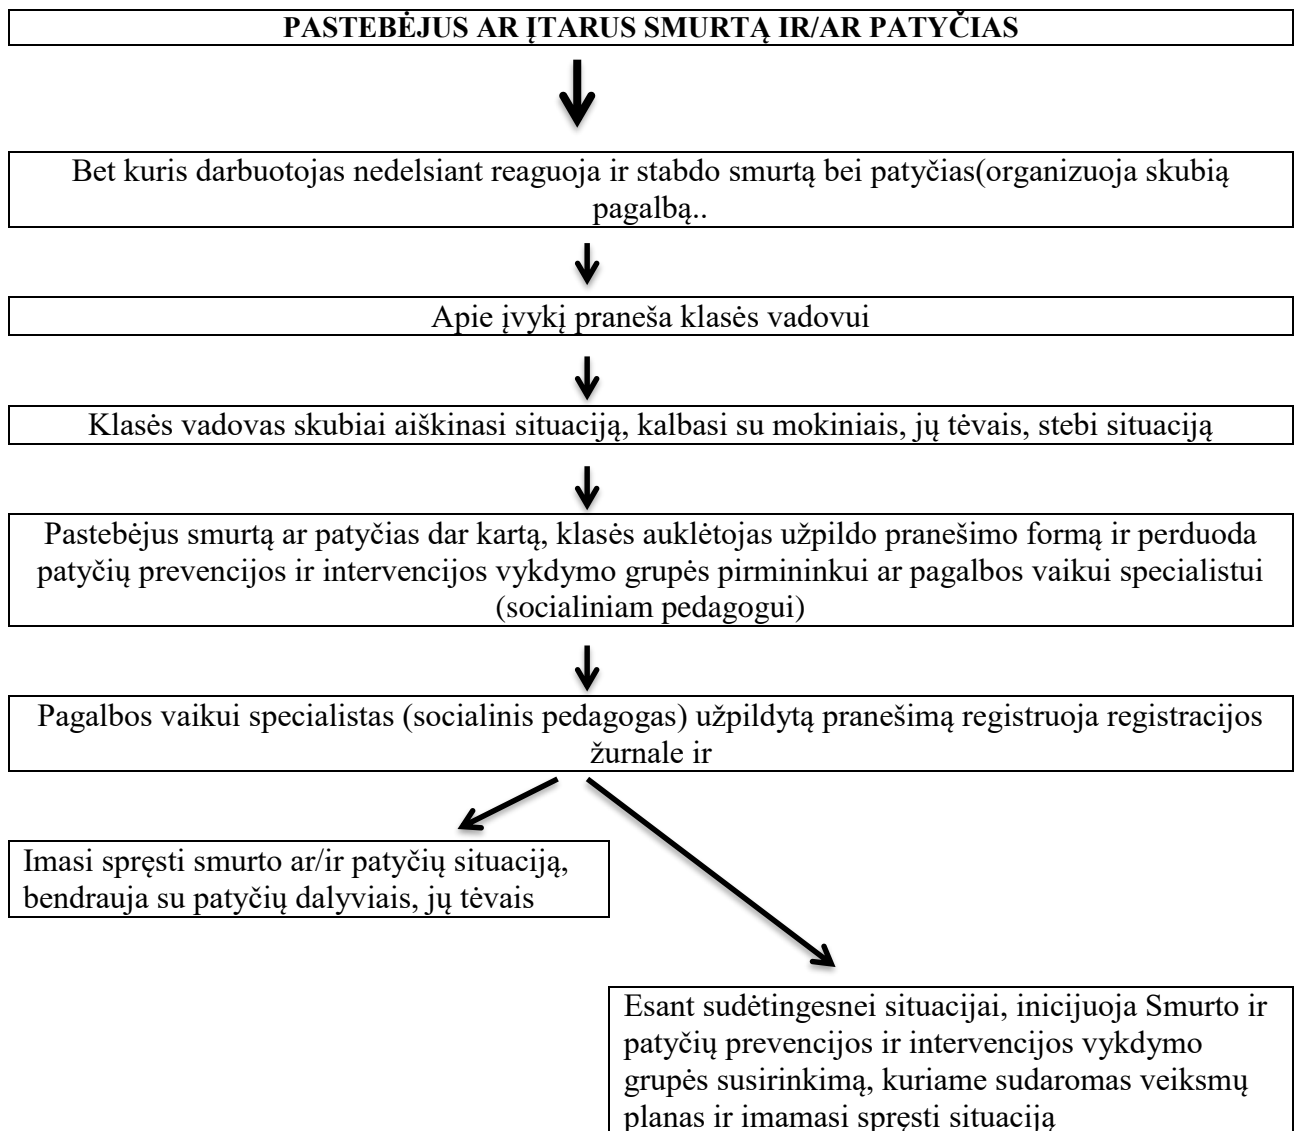 PASTEBĖJUS AR ĮTARUS SMURTĄ IR/AR PATYČIAS
Bet kuris darbuotojas nedelsiant reaguoja ir stabdo smurtą bei patyčias(organizuoja skubią
pagalbą..
Apie įvykį praneša klasės vadovui
Klasės vadovas skubiai aiškinasi situaciją, kalbasi su mokiniais, jų tėvais, stebi situaciją
Pastebėjus smurtą ar patyčias dar kartą, klasės auklėtojas užpildo pranešimo formą ir perduoda
patyčių prevencijos ir intervencijos vykdymo grupės pirmininkui ar pagalbos vaikui specialistui
(socialiniam pedagogui)
Pagalbos vaikui specialistas (socialinis pedagogas) užpildytą pranešimą registruoja registracijos
žurnale ir
Imasi spręsti smurto ar/ir patyčių situaciją,
bendrauja su patyčių dalyviais, jų tėvais
Esant sudėtingesnei situacijai, inicijuoja Smurto ir
patyčių prevencijos ir intervencijos vykdymo
grupės susirinkimą, kuriame sudaromas veiksmų
planas ir imamasi spręsti situaciją